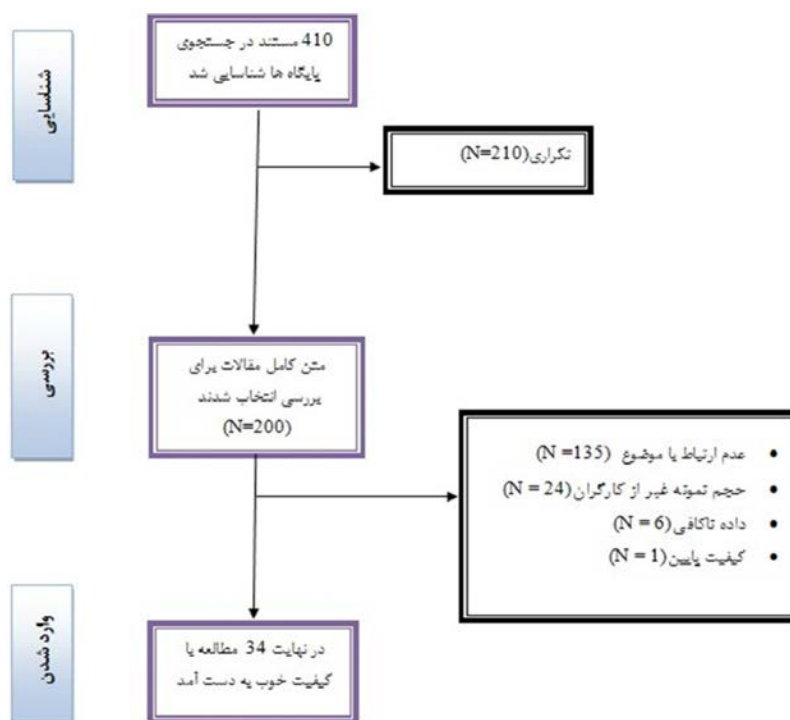 شناسایی
410 مستند در جستجوی
پایگاه ها شناسایی شد
تکراری(N=210)
بررسی
متن کامل مقالات برای
بررسی انتخاب شدند
(N=200)
• عدم ارتباط با موضوع (N =135)
• حجم نمونه غیر از کارگران(N = 24)
• داده ناکافی(N = 6)
• کیفیت پایین(N = 1)
وارد شدن
در نهایت 34 مطالعه با
کیفیت خوب به دست آمد